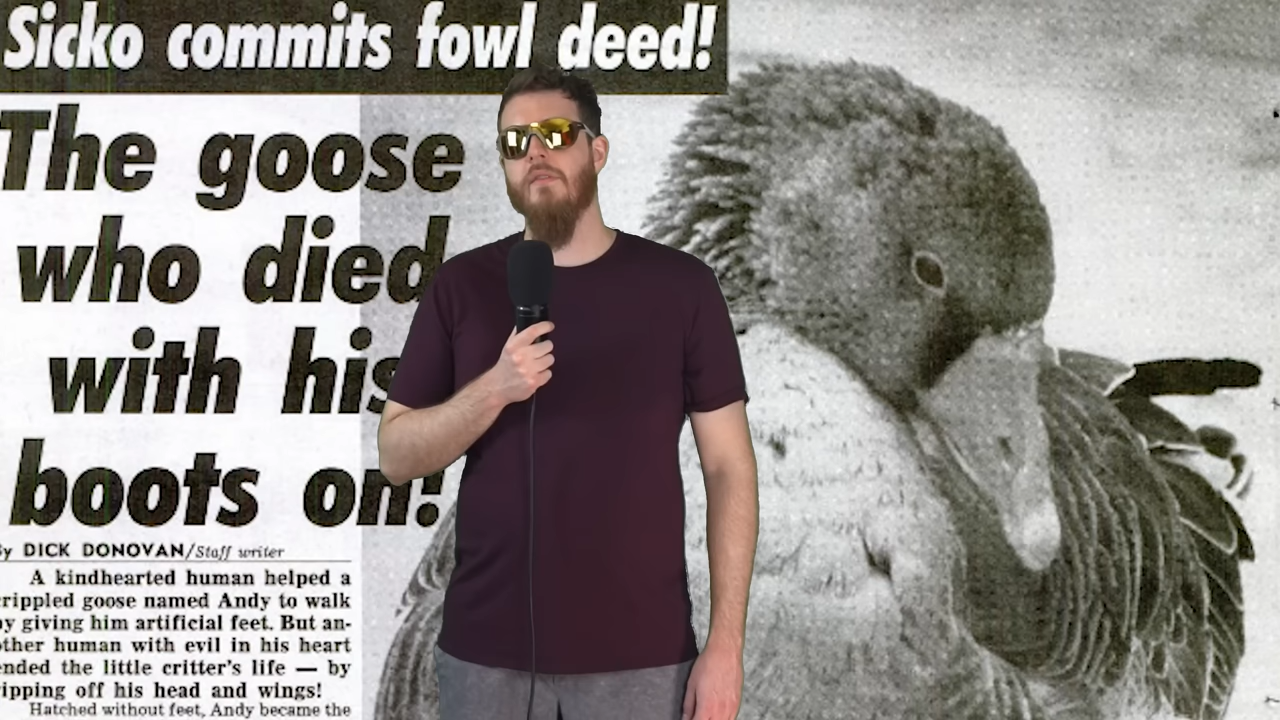 Sicko commits fowl deed!
The goose
who died
with his
boots on!
By DICK DONOVAN/Staff writer
A kindhearted human helped a
crippled goose named Andy to walk
by giving him artificial feet. But an-
other human with evil in his heart
ended the little critter's life — by
ripping off his head and wings!
Hatched without feet, Andy became the